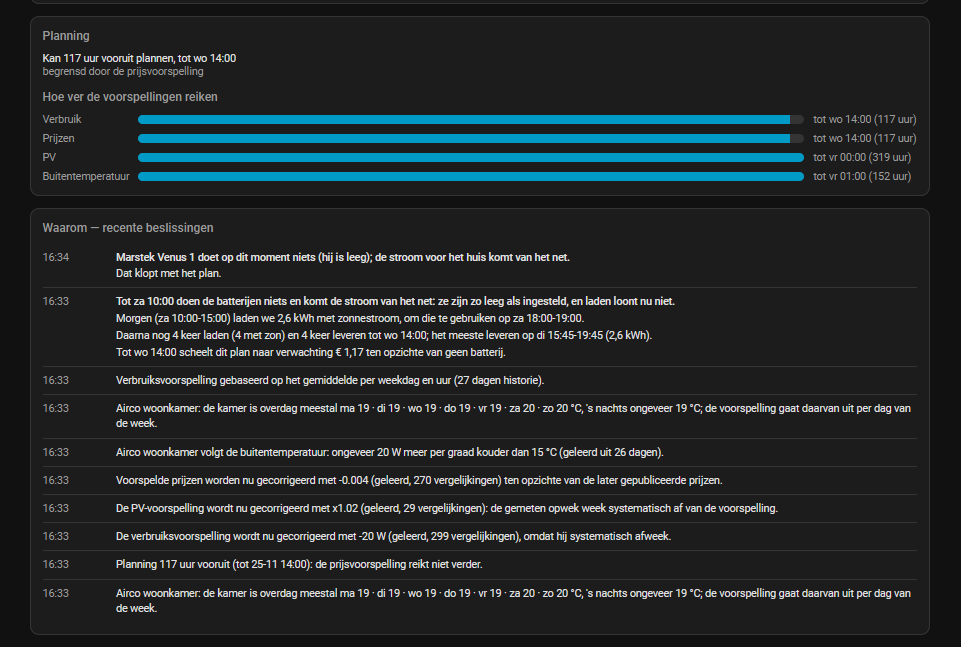 Planning
Kan 117 uur vooruit plannen, tot wo 14:00
begrensd door de prijsvoorspelling
Hoe ver de voorspellingen reiken
Verbruik tot wo 14:00 (117 uur)
Prijzen tot wo 14:00 (117 uur)
PV tot vr 00:00 (319 uur)
Buitentemperatuur tot vr 01:00 (152 uur)
Waarom — recente beslissingen
16:34 Marstek Venus 1 doet op dit moment niets (hij is leeg); de stroom voor het huis komt van het net.
Dat klopt met het plan.
16:33 Tot za 10:00 doen de batterijen niets en komt de stroom van het net: ze zijn zo leeg als ingesteld, en laden loont nu niet.
Morgen (za 10:00-15:00) laden we 2,6 kWh met zonnestroom, om die te gebruiken op za 18:00-19:00.
Daarna nog 4 keer laden (4 met zon) en 4 keer leveren tot wo 14:00; het meeste leveren op di 15:45-19:45 (2,6 kWh).
Tot wo 14:00 scheelt dit plan naar verwachting € 1,17 ten opzichte van geen batterij.
16:33 Verbruiksvoorspelling gebaseerd op het gemiddelde per weekdag en uur (27 dagen historie).
16:33 Airco woonkamer: de kamer is overdag meestal ma 19 · di 19 · wo 19 · do 19 · vr 19 · za 20 · zo 20 °C, 's nachts ongeveer 19 °C; de voorspelling gaat daarvan uit per dag van
de week.
16:33 Airco woonkamer volgt de buitentemperatuur: ongeveer 20 W meer per graad kouder dan 15 °C (geleerd uit 26 dagen).
16:33 Voorspelde prijzen worden nu gecorrigeerd met -0.004 (geleerd, 270 vergelijkingen) ten opzichte van de later gepubliceerde prijzen.
16:33 De PV-voorspelling wordt nu gecorrigeerd met x1.02 (geleerd, 29 vergelijkingen): de gemeten opwek week systematisch af van de voorspelling.
16:33 De verbruiksvoorspelling wordt nu gecorrigeerd met -20 W (geleerd, 299 vergelijkingen), omdat hij systematisch afweek.
16:33 Planning 117 uur vooruit (tot 25-11 14:00): de prijsvoorspelling reikt niet verder.
16:33 Airco woonkamer: de kamer is overdag meestal ma 19 · di 19 · wo 19 · do 19 · vr 19 · za 20 · zo 20 °C, 's nachts ongeveer 19 °C; de voorspelling gaat daarvan uit per dag van
de week.